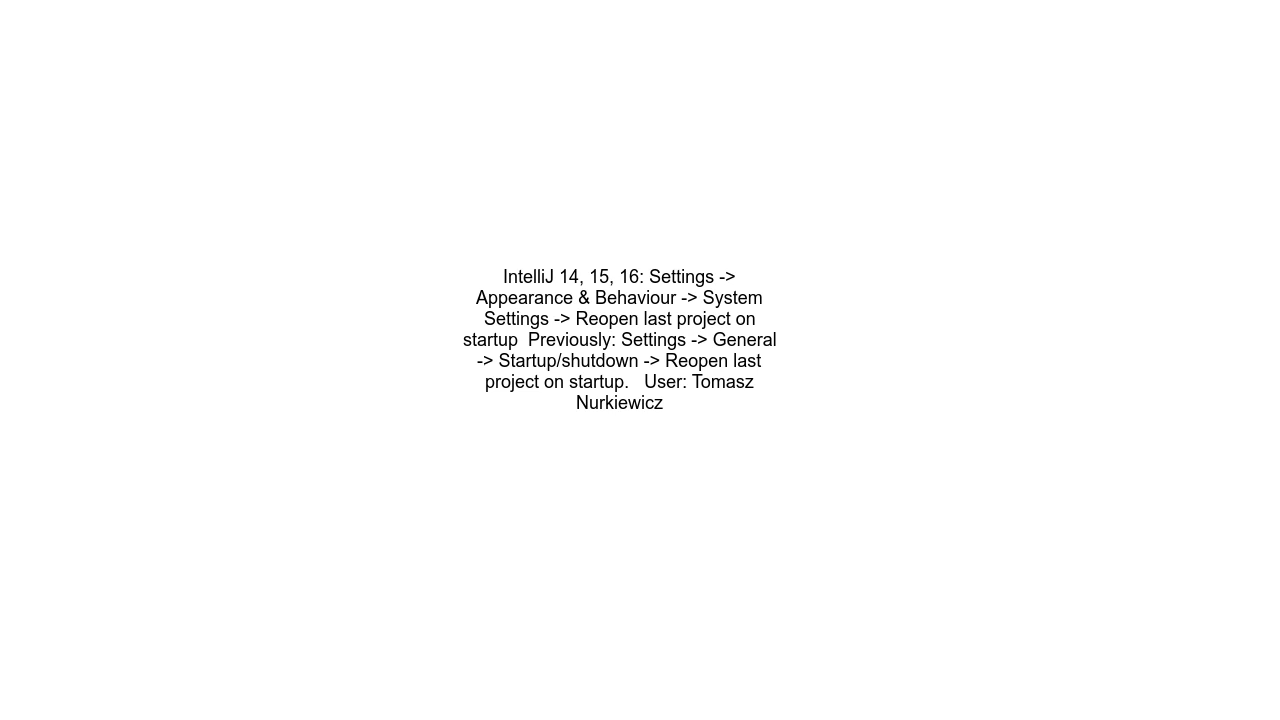 IntelliJ 14, 15, 16: Settings ->
Appearance & Behaviour -> System
Settings -> Reopen last project on
startup  Previously: Settings -> General
-> Startup/shutdown -> Reopen last
project on startup.   User: Tomasz
Nurkiewicz